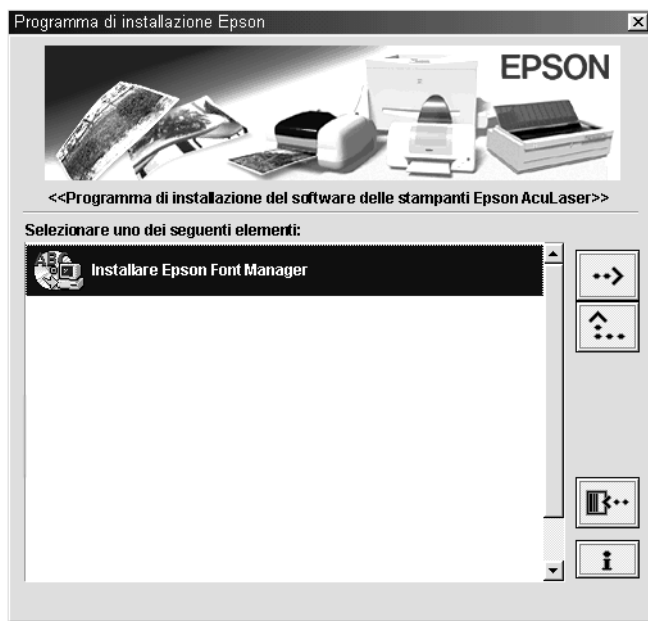 Programma di installazione Epson
EPSON
<<Programma di installazione del software delle stampanti Epson AcuLaser>>
Selezionare uno dei seguenti elementi:
ABC
Installare Epson Font Manager
i